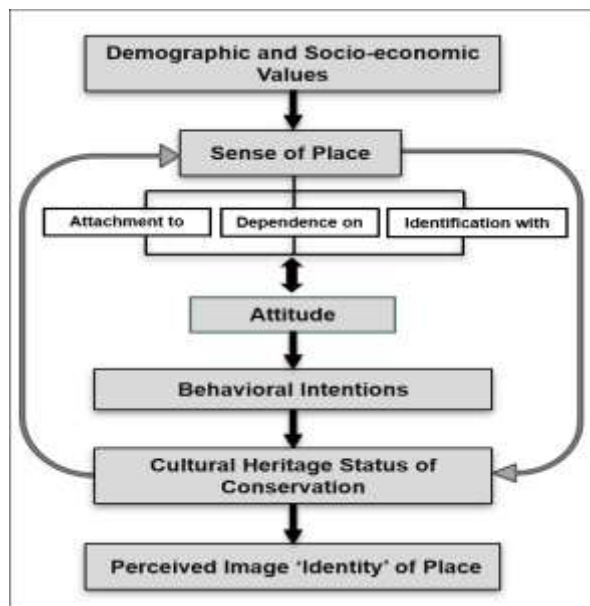 Demographic and Socio-economic
Values
Sense of Place
Attachment to
Dependence on
Identification with
Attitude
Behavioral Intentions
Cultural Heritage Status of
Conservation
Perceived Image ‘Identity’ of Place